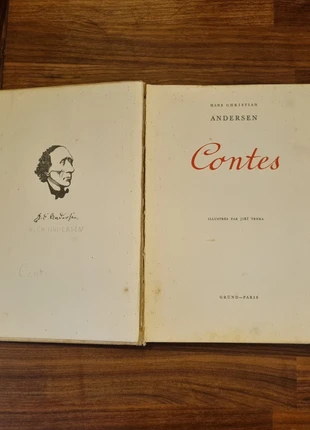 HANS CHRISTIAN
ANDERSEN
Contes
ILLUSTRÉS PAR JIŘÍ TRNKA
GRÜND—PARIS